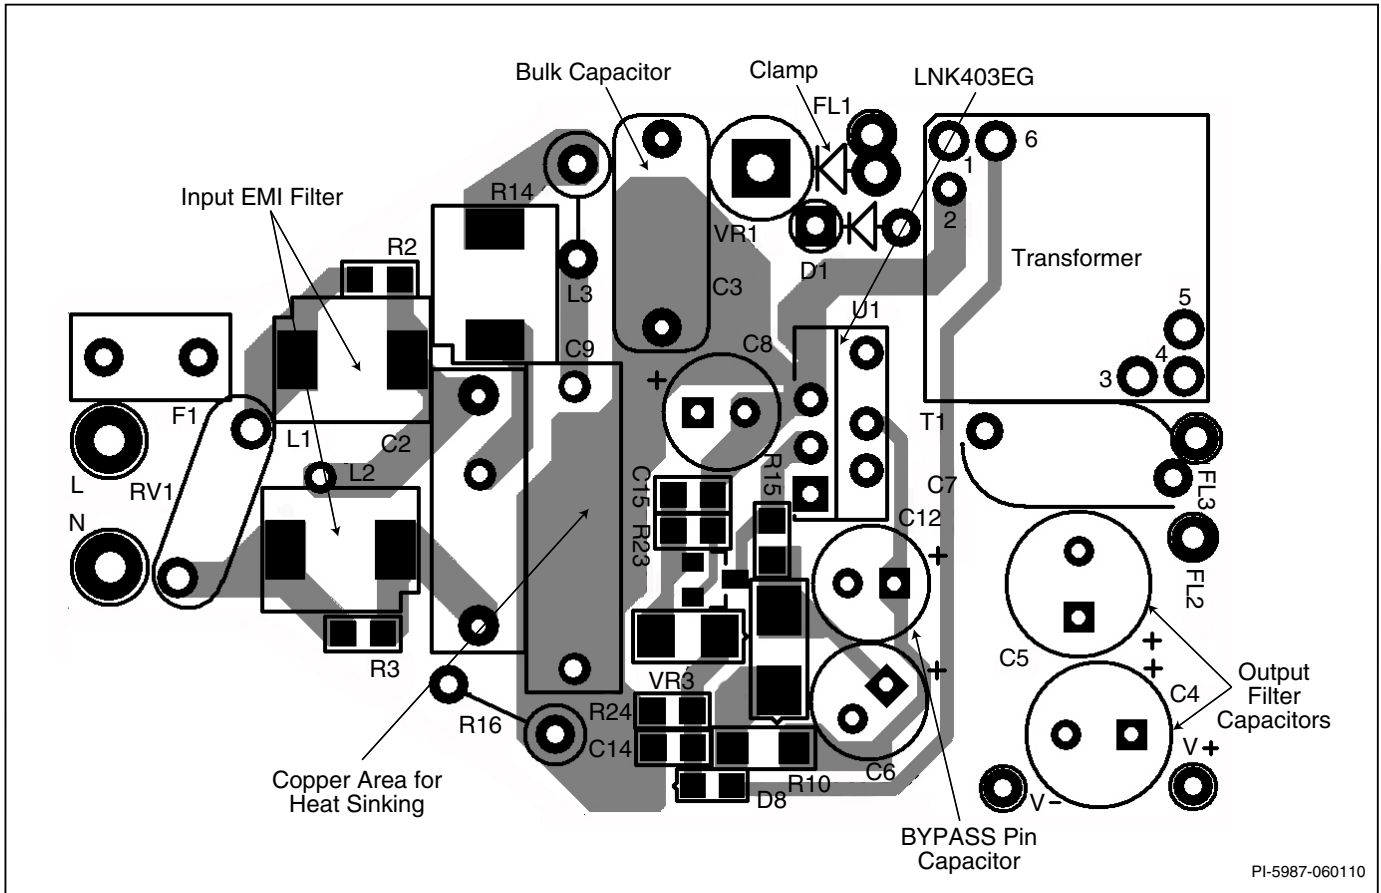 Bulk Capacitor
Clamp
LNK403EG
FL1
Input EMI Filter
R14
1
6
2
VR1
R2
Transformer
D1
L3
C3
U1
5
C9
C8
+
4
3
F1
L1
C2
T1
L
RV1
L2
C15
R15
C7
FL3
N
R23
C12
+
FL2
C5
+
+
R3
VR3
+
C4
Output
Filter
Capacitors
R16
R24
C14
V+
C6
R10
Copper Area for
Heat Sinking
D8
V-
BYPASS Pin
Capacitor
PI-5987-060110